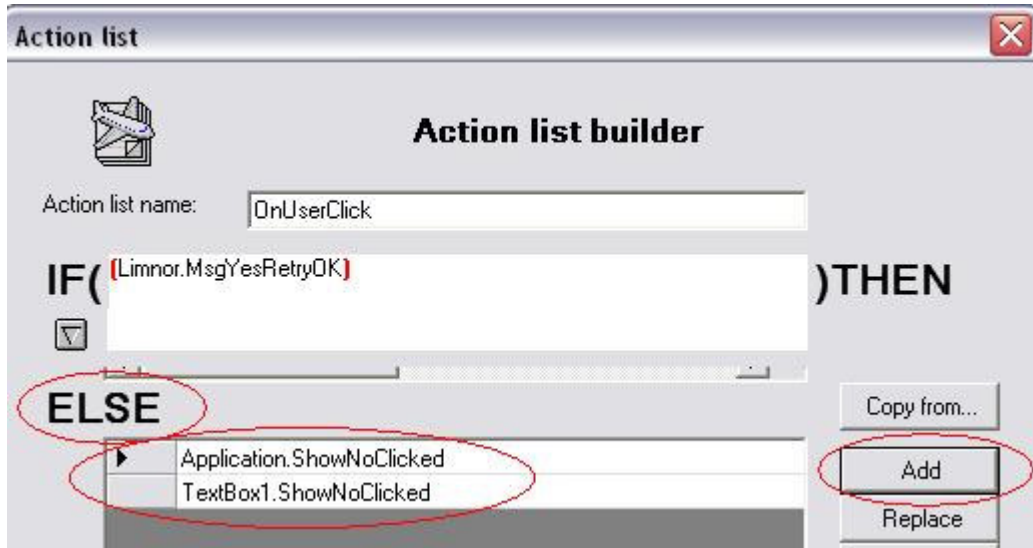 Action list
Action list builder
Action list name: OnUserClick
IF( (Limnor.MsgYesRetryOK) )THEN
ELSE
Copy from...
Application.ShowNoClicked
Add
TextBox1.ShowNoClicked
Replace